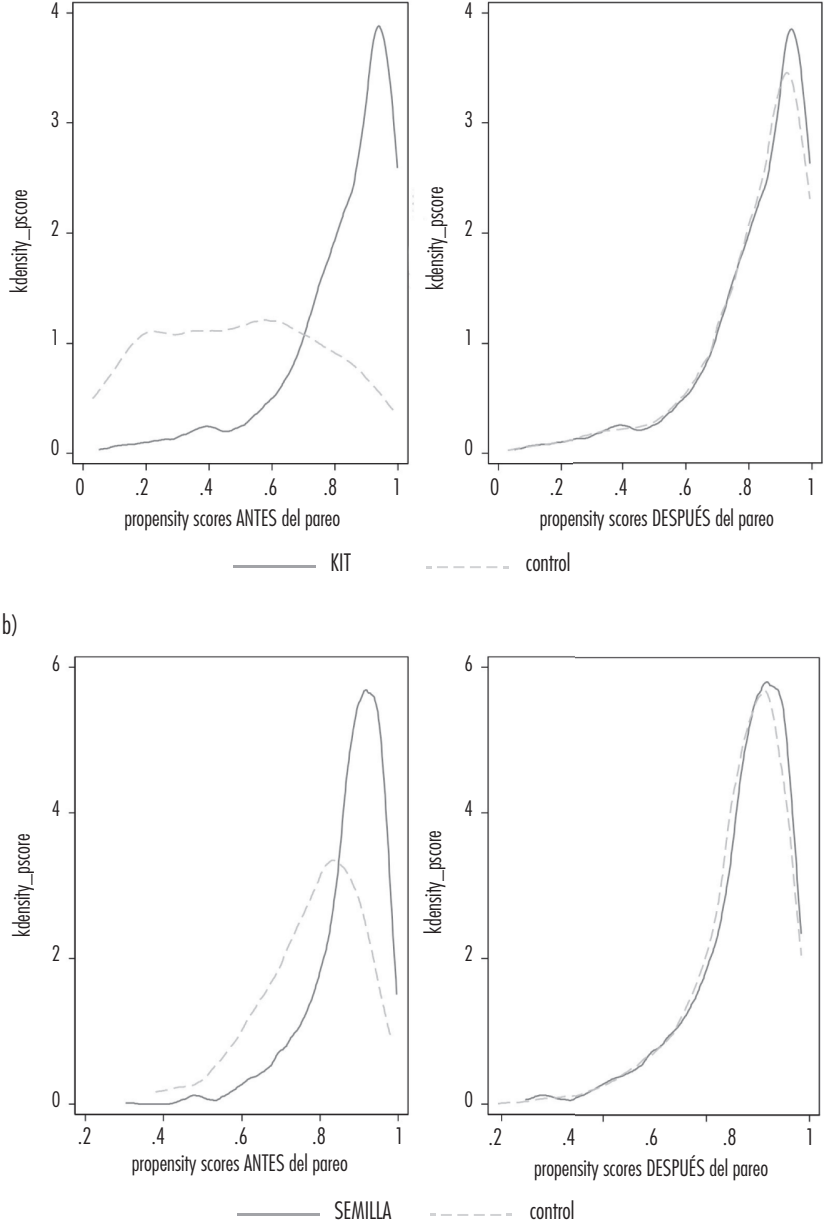 4
3
2
1
0
kdensity_pscore
0 .2 .4 .6 .8 1
propensity scores ANTES del pareo
4
3
2
1
0
kdensity_pscore
0 .2 .4 .6 .8 1
propensity scores DESPUÉS del pareo
KIT control
b)
6
4
2
0
kdensity_pscore
.2 .4 .6 .8 1
propensity scores ANTES del pareo
6
4
2
0
kdensity_pscore
.2 .4 .6 .8 1
propensity scores DESPUÉS del pareo
SEMILLA control